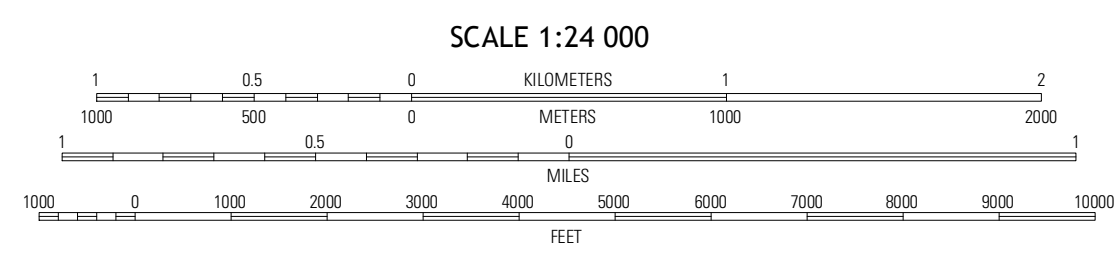 SCALE 1:24 000
1 0.5 0 KILOMETERS 1 2
1000 500 0 METERS 1000 2000
1 0.5 0 1
MILES
1000 0 1000 2000 3000 4000 5000 6000 7000 8000 9000 10000
FEET